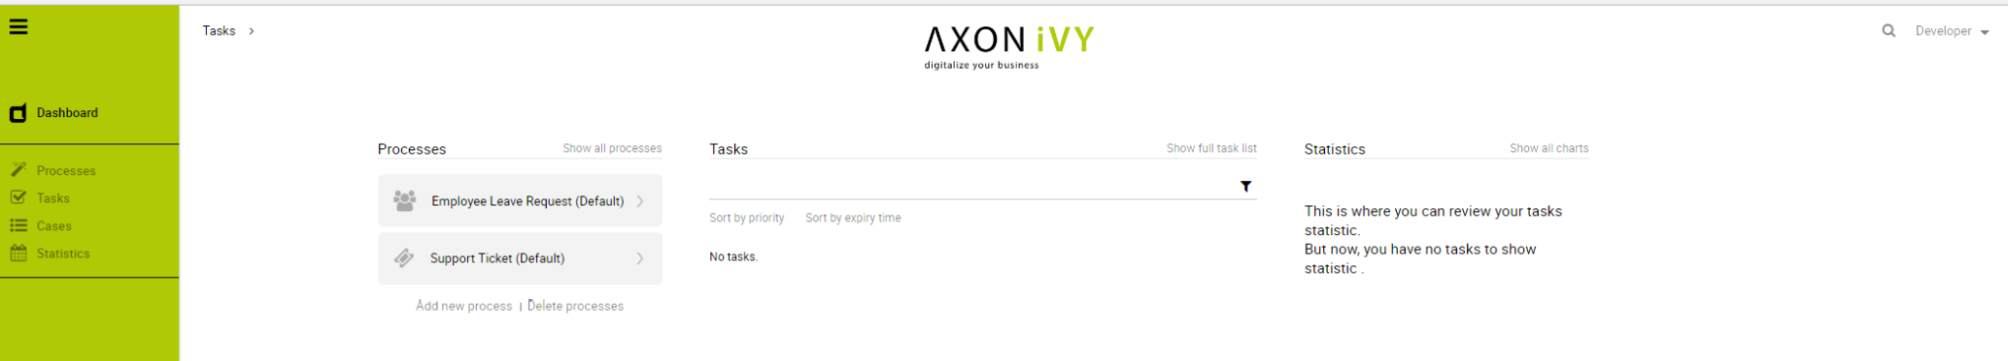 Tasks >
AXON iVY
digitalize your business
Developer
Dashboard
Processes
Tasks
Cases
Statistics
Processes
Show all processes
Employee Leave Request (Default)
Support Ticket (Default)
Add new process | Delete processes
Tasks
Show full task list
Sort by priority
Sort by expiry time
No tasks.
Statistics
Show all charts
This is where you can review your tasks
statistic.
But now, you have no tasks to show
statistic .